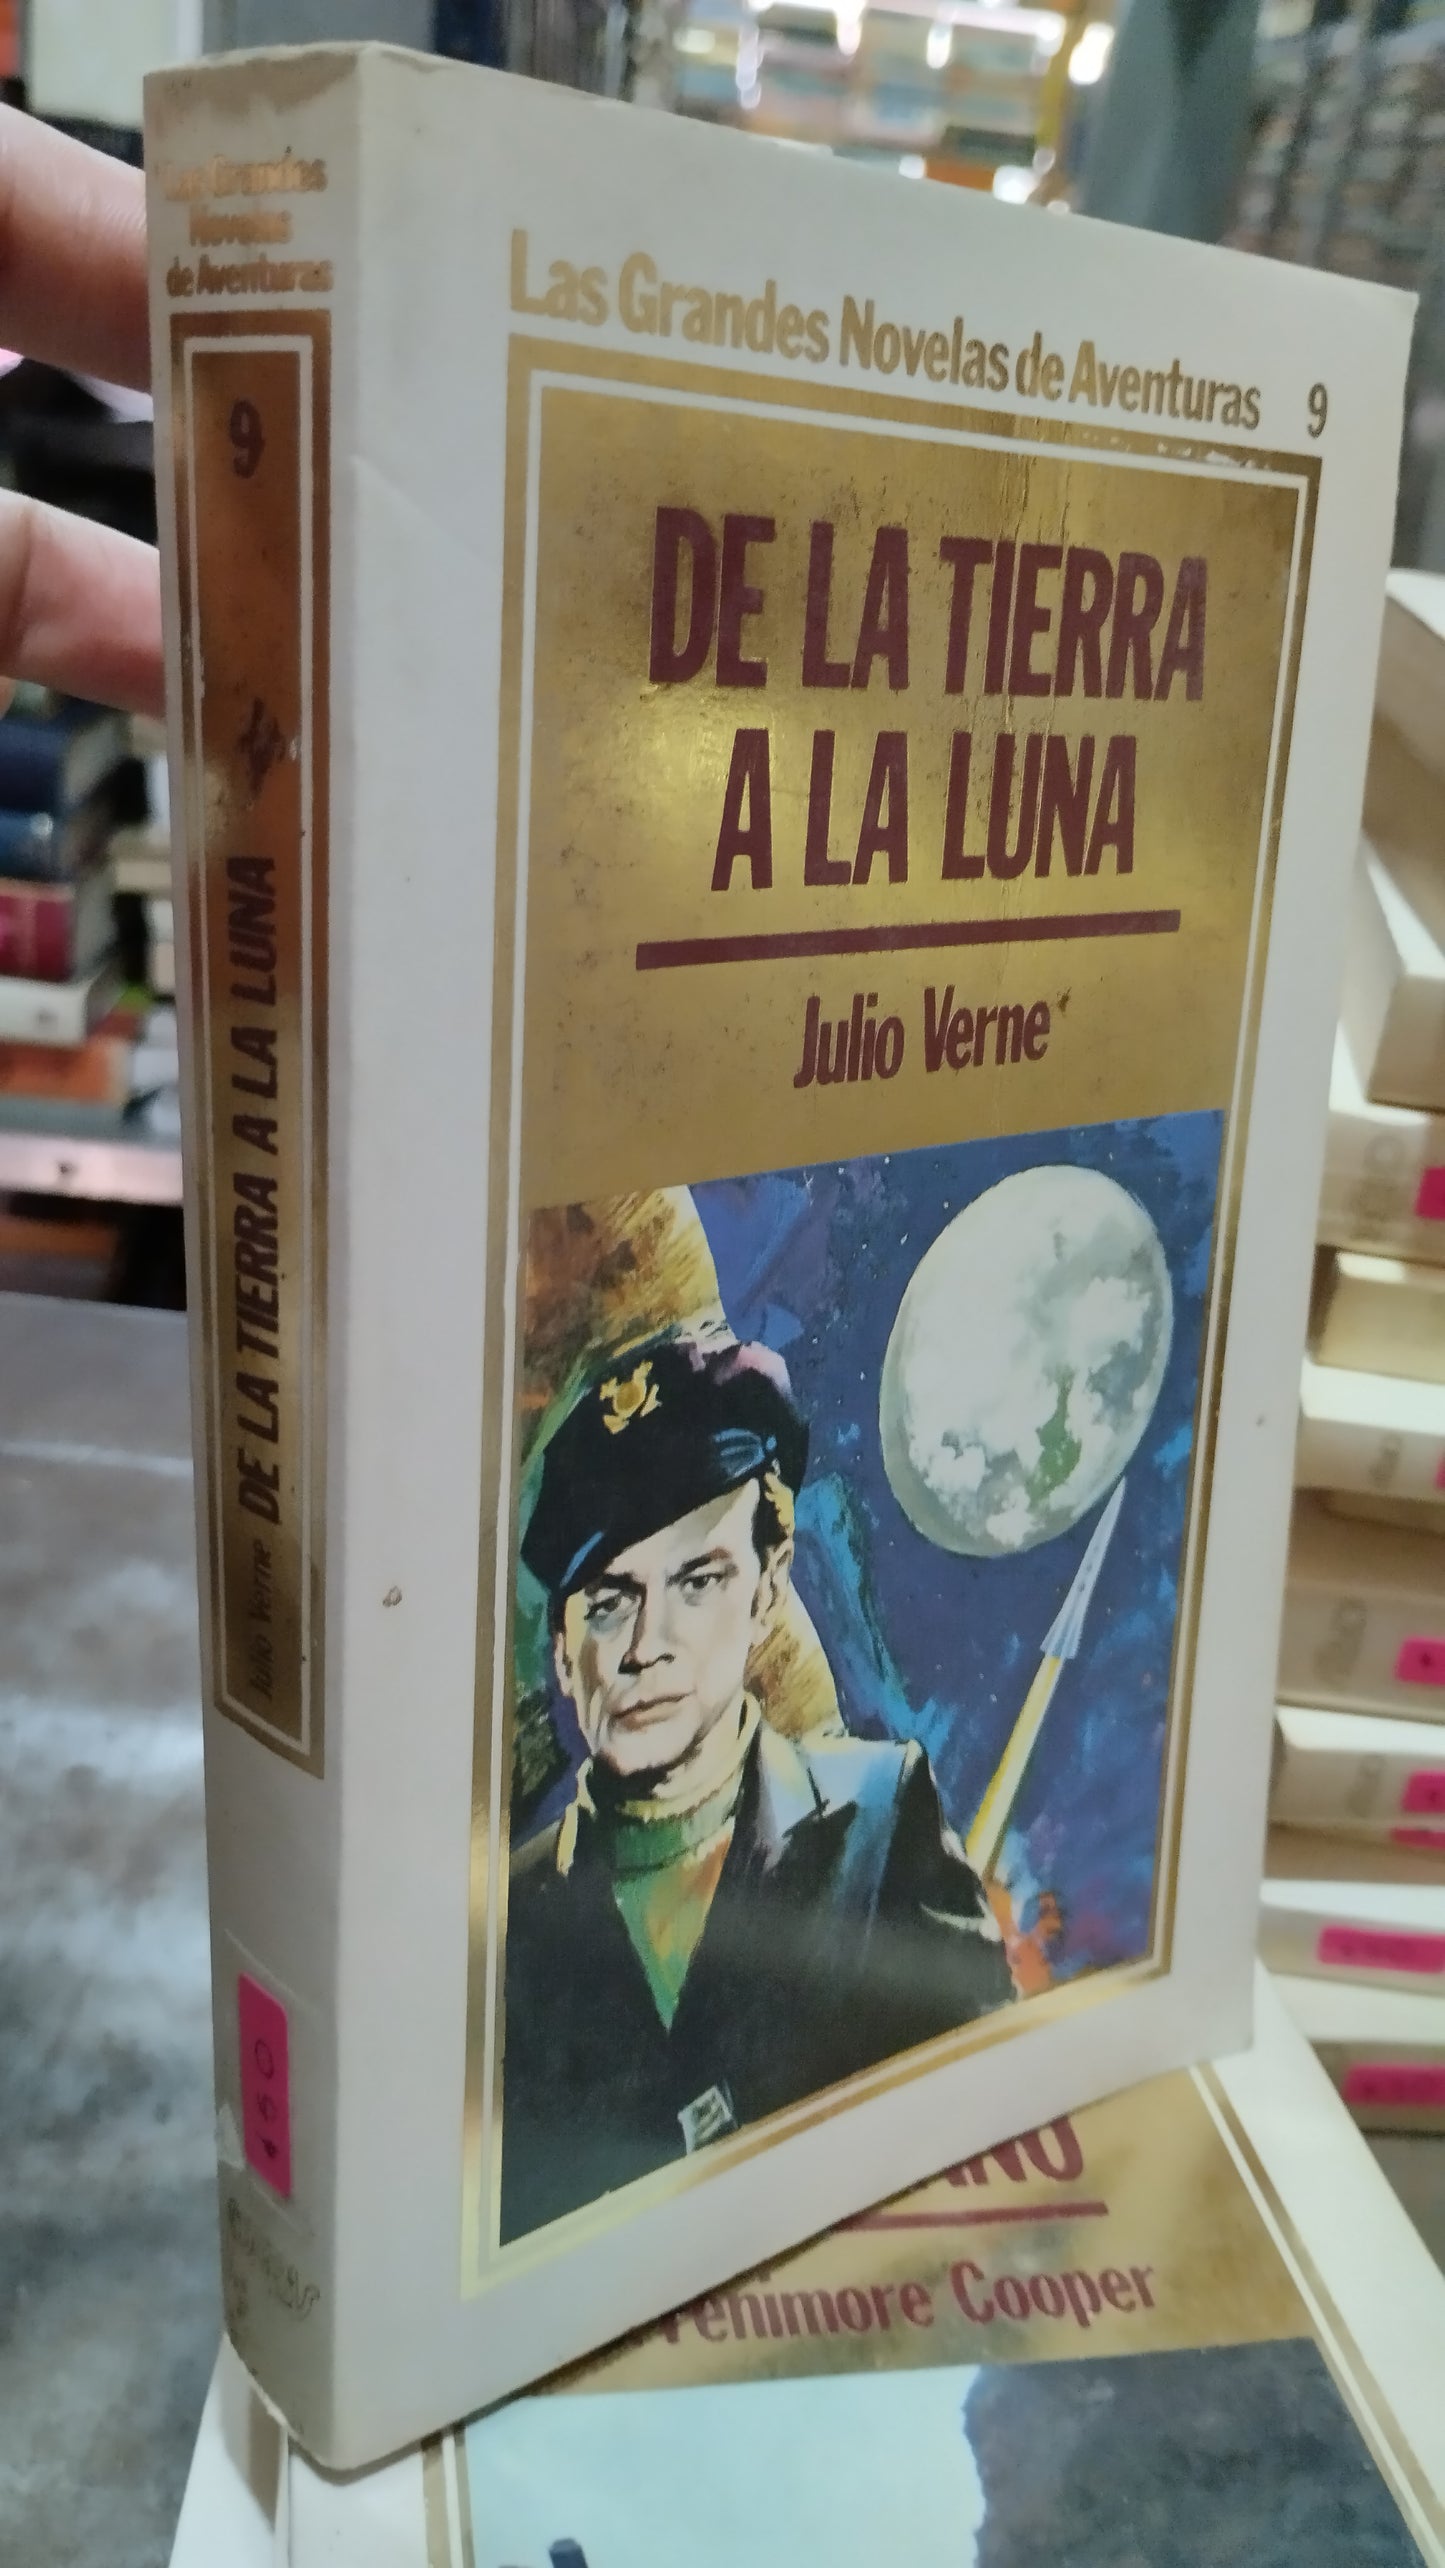 Las Grandes
Novelas
de Aventuras
9
Julio Verne DE LA TIERRA A LA LUNA
Las Grandes Novelas de Aventuras 9
DE LA TIERRA
A LA LUNA
Julio Verne
Fenimore Cooper